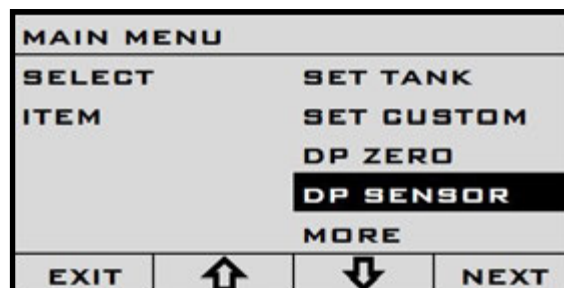 MAIN MENU
SELECT SET TANK
ITEM SET CUSTOM
DP ZERO
DP SENSOR
MORE
EXIT NEXT